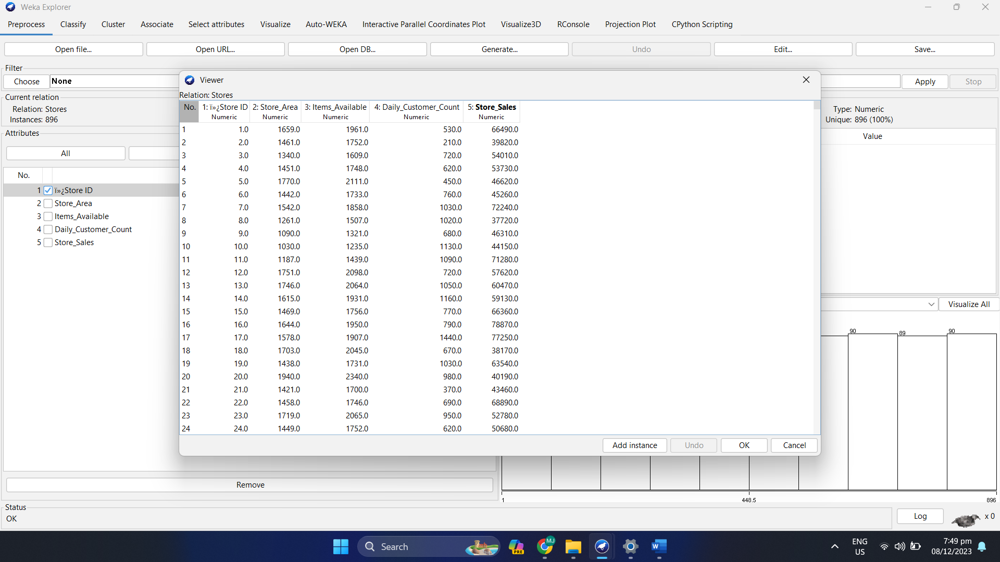 Weka Explorer
Preprocess Classify Cluster Associate Select attributes Visualize Auto-WEKA Interactive Parallel Coordinates Plot Visualize3D RConsole Projection Plot CPython Scripting
Open file... Open URL... Open DB... Generate... Undo Edit... Save...
Filter
Choose None Apply Stop
Current relation
Relation: Stores
Instances: 896
Type: Numeric
Unique: 896 (100%)
Attributes
All
Value
No.
1 ï»¿Store ID
2 Store_Area
3 Items_Available
4 Daily_Customer_Count
5 Store_Sales
Remove
Viewer
Relation: Stores
No. 1: ï»¿Store ID 2: Store_Area 3: Items_Available 4: Daily_Customer_Count 5: Store_Sales
Numeric Numeric Numeric Numeric Numeric
1 1.0 1659.0 1961.0 530.0 66490.0
2 2.0 1461.0 1752.0 210.0 39820.0
3 3.0 1340.0 1609.0 720.0 54010.0
4 4.0 1451.0 1748.0 620.0 53730.0
5 5.0 1770.0 2111.0 450.0 46620.0
6 6.0 1442.0 1733.0 760.0 45260.0
7 7.0 1542.0 1858.0 1030.0 72240.0
8 8.0 1261.0 1507.0 1020.0 37720.0
9 9.0 1090.0 1321.0 680.0 46310.0
10 10.0 1030.0 1235.0 1130.0 44150.0
11 11.0 1187.0 1439.0 1090.0 71280.0
12 12.0 1751.0 2098.0 720.0 57620.0
13 13.0 1746.0 2064.0 1050.0 60470.0
14 14.0 1615.0 1931.0 1160.0 59130.0
15 15.0 1469.0 1756.0 770.0 66360.0
16 16.0 1644.0 1950.0 790.0 78870.0
17 17.0 1578.0 1907.0 1440.0 77250.0
18 18.0 1703.0 2045.0 670.0 38170.0
19 19.0 1438.0 1731.0 1030.0 63540.0
20 20.0 1940.0 2340.0 980.0 40190.0
21 21.0 1421.0 1700.0 370.0 43460.0
22 22.0 1458.0 1746.0 690.0 68890.0
23 23.0 1719.0 2065.0 950.0 52780.0
24 24.0 1449.0 1752.0 620.0 50680.0
Add instance Undo OK Cancel
Visualize All
90 89 90
1 448.5 896
Status
OK
Log x 0
Search PRE MJ W
ENG
US
7:49 pm
08/12/2023